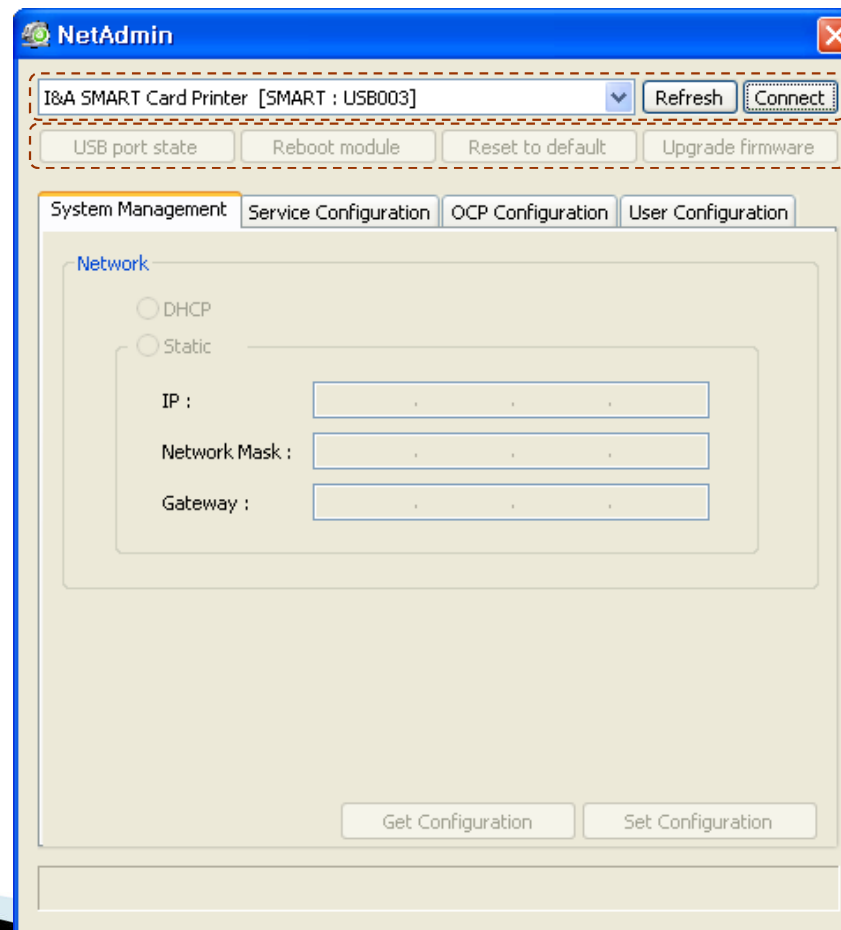 NetAdmin
I&A SMART Card Printer [SMART : USB003] Refresh Connect
USB port state Reboot module Reset to default Upgrade firmware
System Management Service Configuration OCP Configuration User Configuration
Network
DHCP
Static
IP :
Network Mask :
Gateway :
Get Configuration Set Configuration